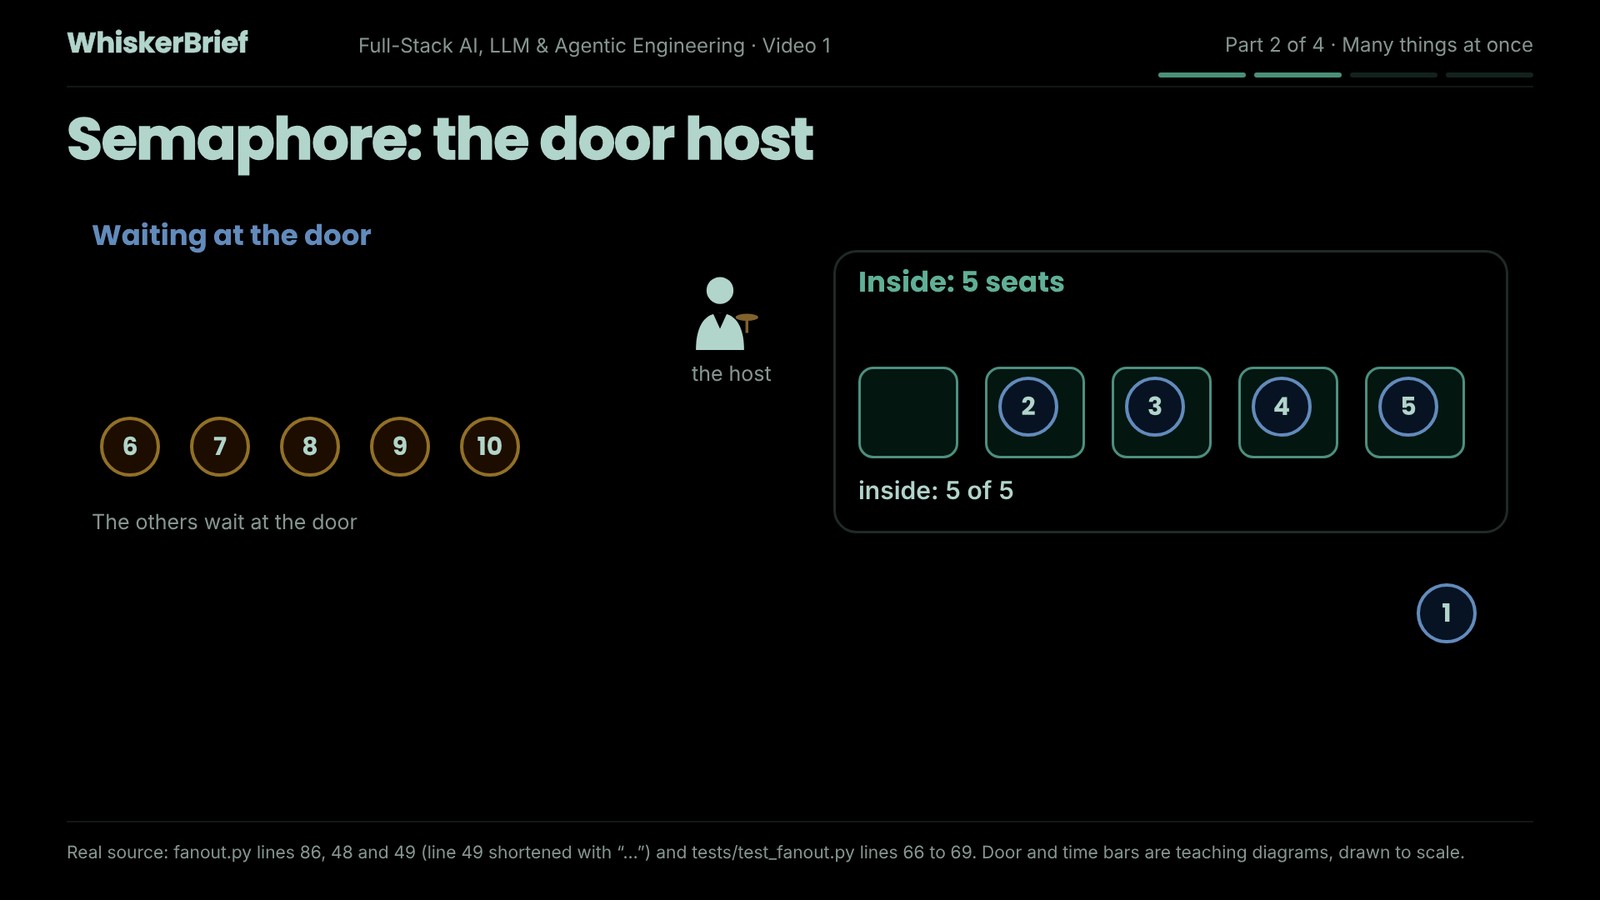 WhiskerBrief
Full-Stack AI, LLM & Agentic Engineering · Video 1
Part 2 of 4 · Many things at once
Semaphore: the door host
Waiting at the door
the host
6 7 8 9 10
The others wait at the door
Inside: 5 seats
2 3 4 5
inside: 5 of 5
1
Real source: fanout.py lines 86, 48 and 49 (line 49 shortened with “...”) and tests/test_fanout.py lines 66 to 69. Door and time bars are teaching diagrams, drawn to scale.